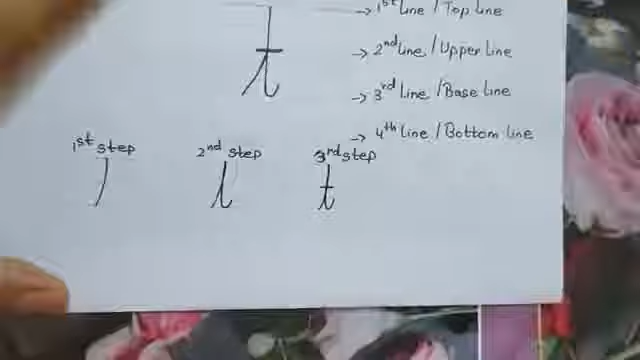 → 1st Line / Top Line
t
→ 2nd Line / Upper Line
→ 3rd Line / Base Line
→ 4th Line / Bottom Line
1st step 2nd step 3rd step
t